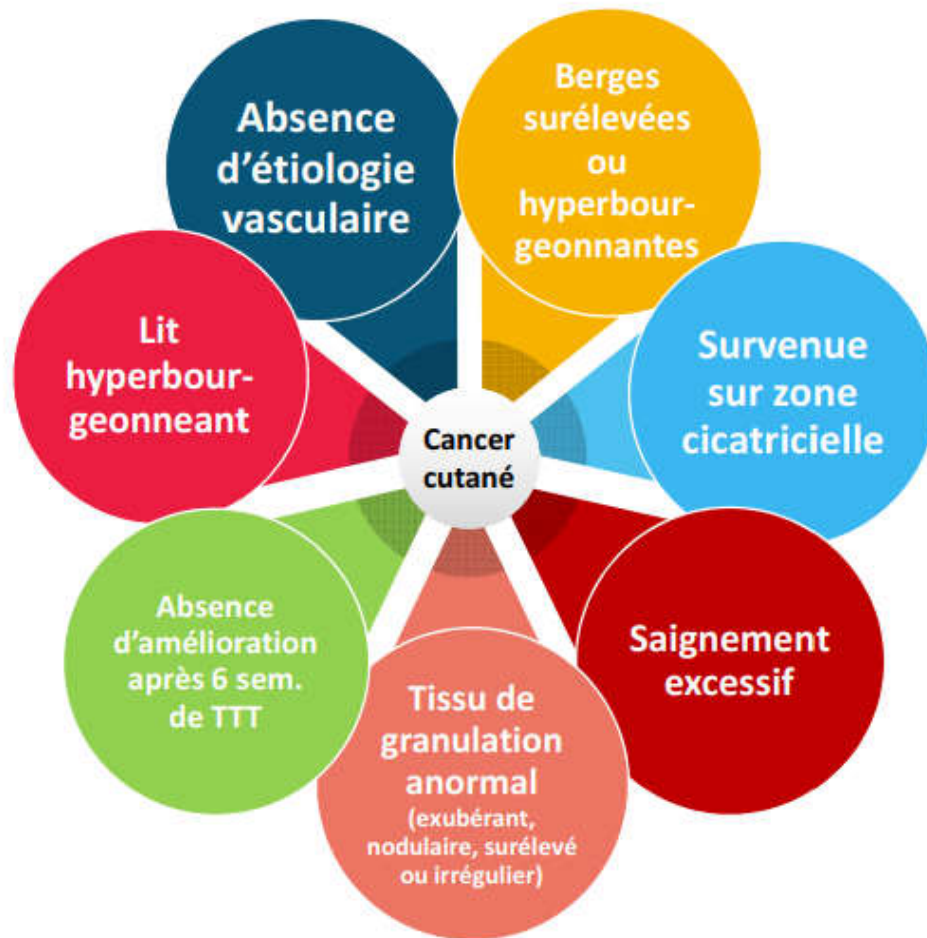 Absence
d'étiologie
vasculaire
Berges
surélevées
ou
hyperbour-
geonnantes
Survenue
sur zone
cicatricielle
Saignement
excessif
Tissu de
granulation
anormal
(exubérant,
nodulaire, surélevé
ou irrégulier)
Absence
d'amélioration
après 6 sem.
de TTT
Lit
hyperbour-
geonneant
Cancer
cutané